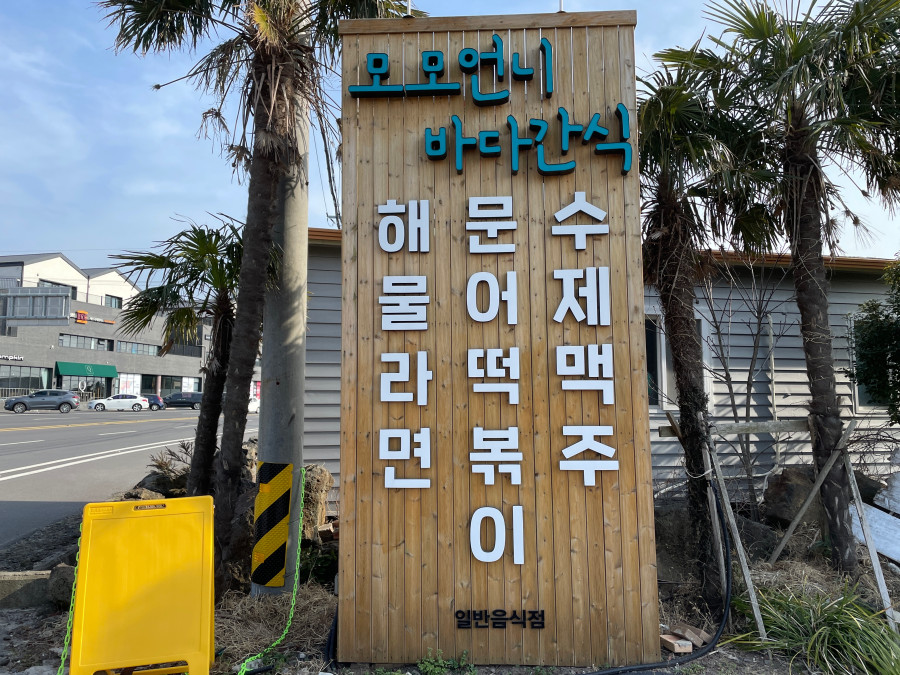 모모언니
바다간식
해물라면
문어떡볶이
수제맥주
일반음식점